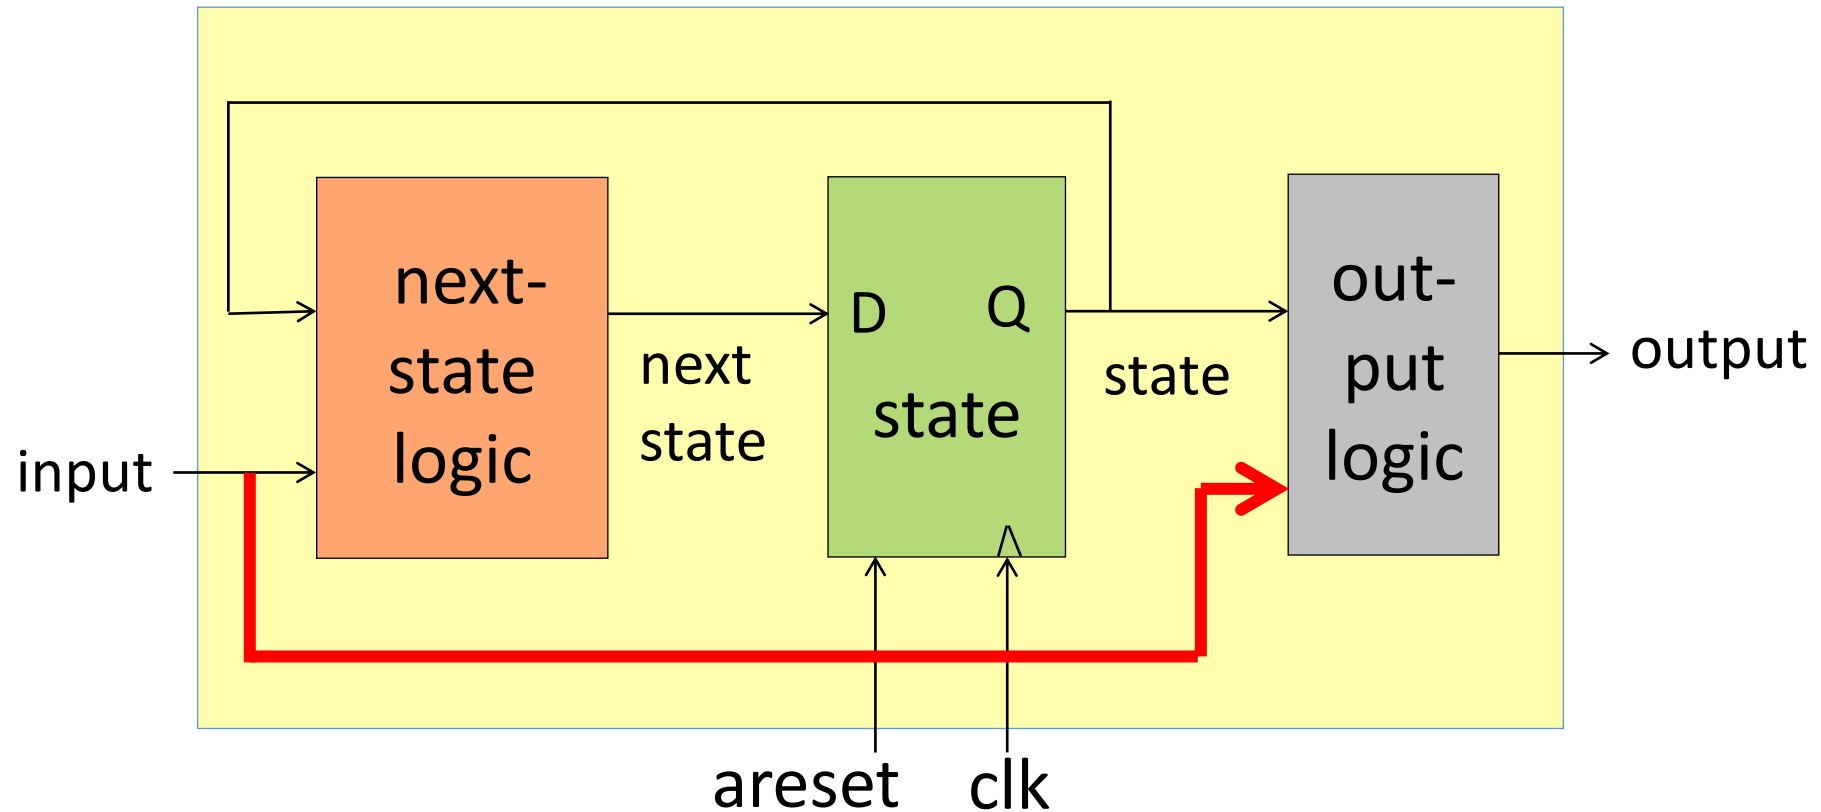 input
next-
state
logic
next
state
D
Q
state
state
out-
put
logic
output
areset
clk